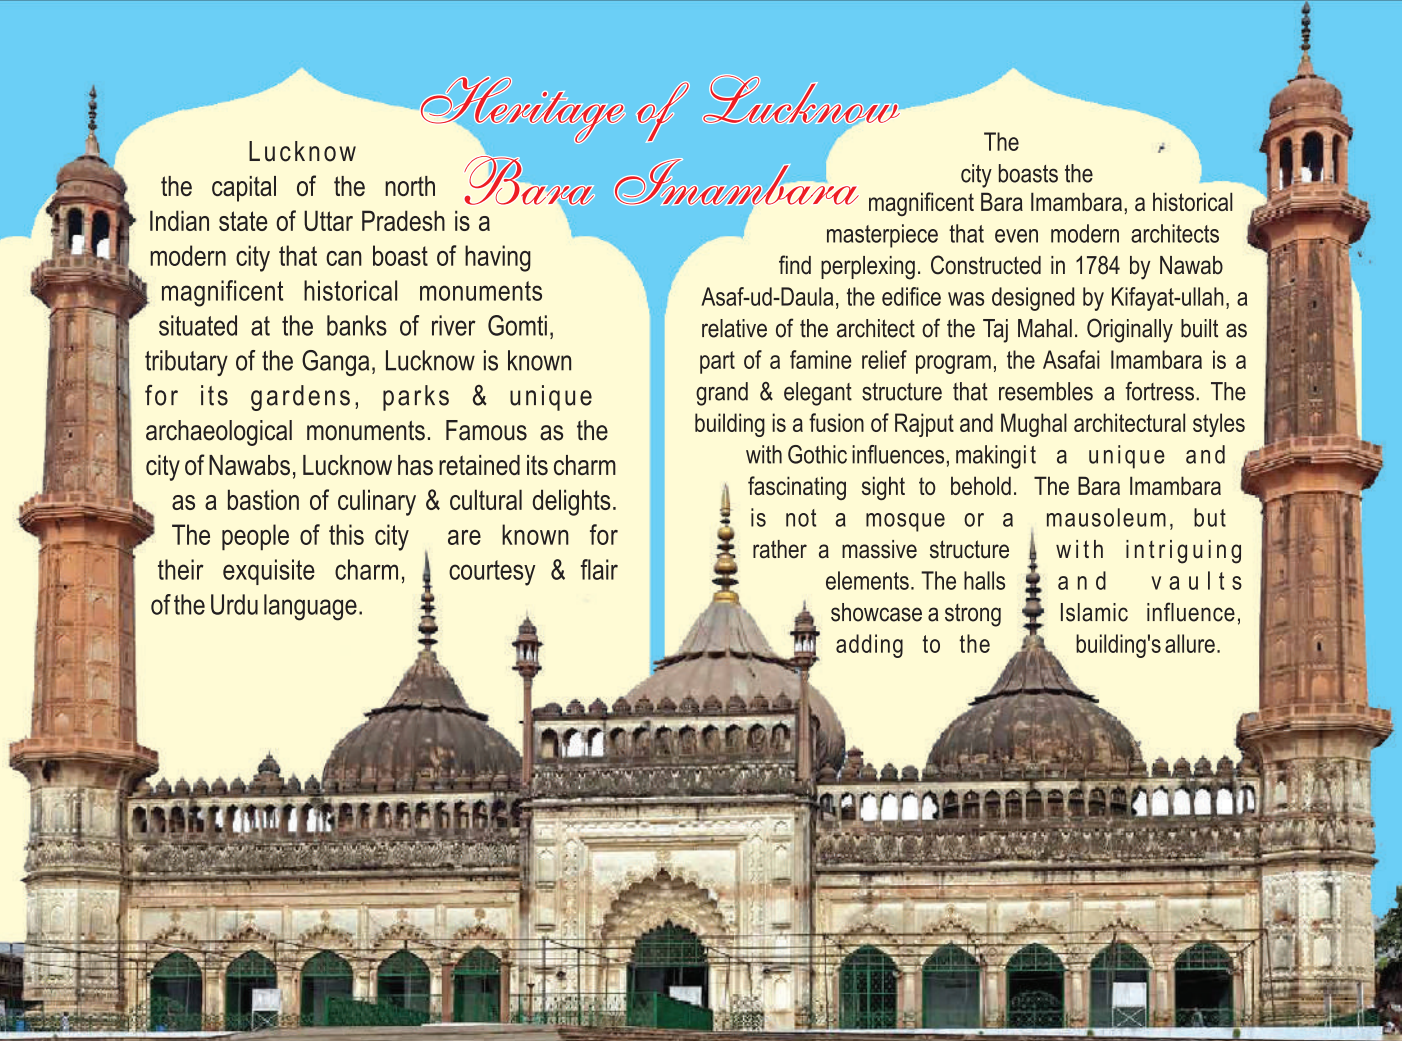 Heritage of Lucknow
Bara Imambara
Lucknow
the capital of the north
Indian state of Uttar Pradesh is a
modern city that can boast of having
magnificent historical monuments
situated at the banks of river Gomti,
tributary of the Ganga, Lucknow is known
for its gardens, parks & unique
archaeological monuments. Famous as the
city of Nawabs, Lucknow has retained its charm
as a bastion of culinary & cultural delights.
The people of this city are known for
their exquisite charm, courtesy & flair
of the Urdu language.
The
city boasts the
magnificent Bara Imambara, a historical
masterpiece that even modern architects
find perplexing. Constructed in 1784 by Nawab
Asaf-ud-Daula, the edifice was designed by Kifayat-ullah, a
relative of the architect of the Taj Mahal. Originally built as
part of a famine relief program, the Asafai Imambara is a
grand & elegant structure that resembles a fortress. The
building is a fusion of Rajput and Mughal architectural styles
with Gothic influences, makingit a unique and
fascinating sight to behold. The Bara Imambara
is not a mosque or a mausoleum, but
rather a massive structure with intriguing
elements. The halls and vaults
showcase a strong Islamic influence,
adding to the building's allure.